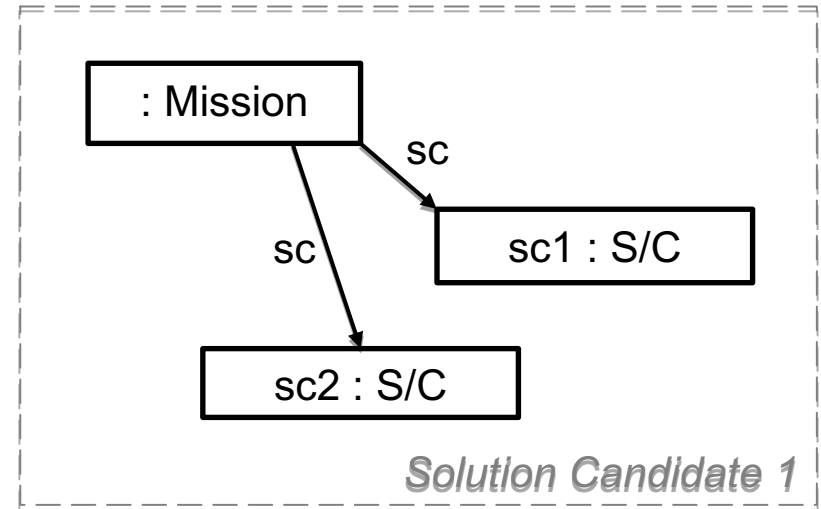 : Mission
sc
sc1 : S/C
sc
sc2 : S/C
Solution Candidate 1